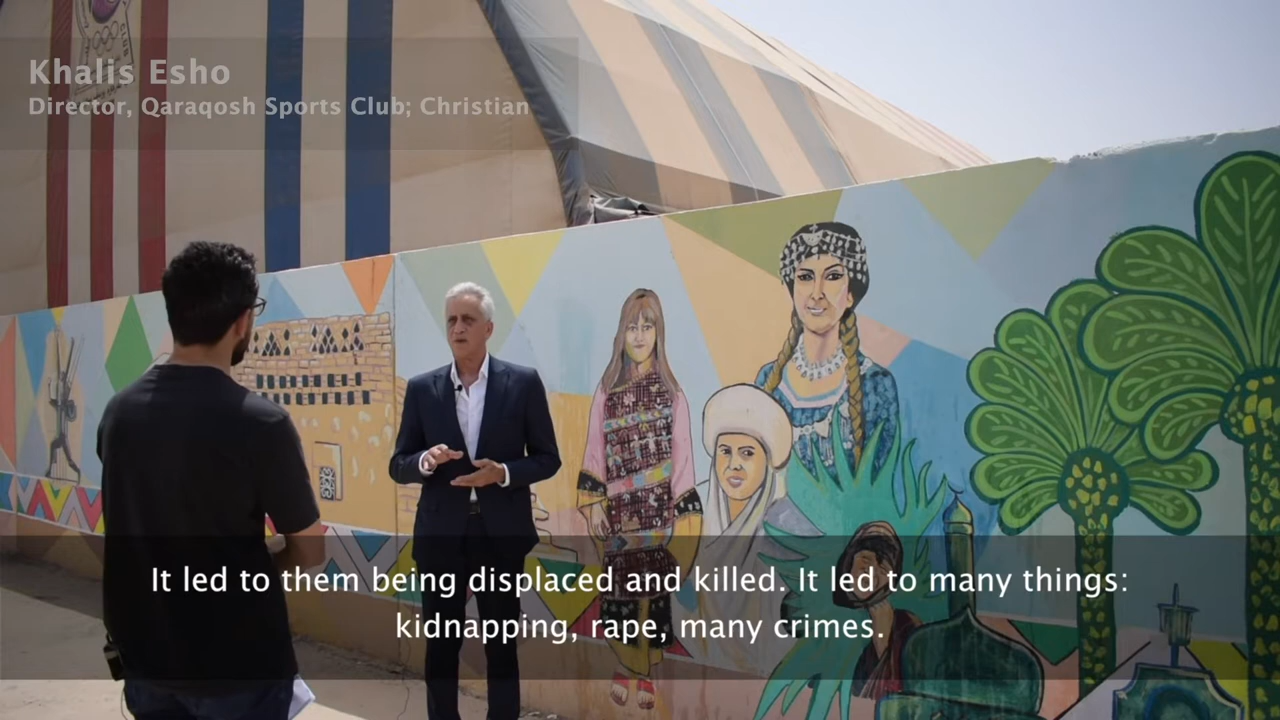 CLUB
Khalis Esho
Director, Qaraqosh Sports Club; Christian
It led to them being displaced and killed. It led to many things:
kidnapping, rape, many crimes.